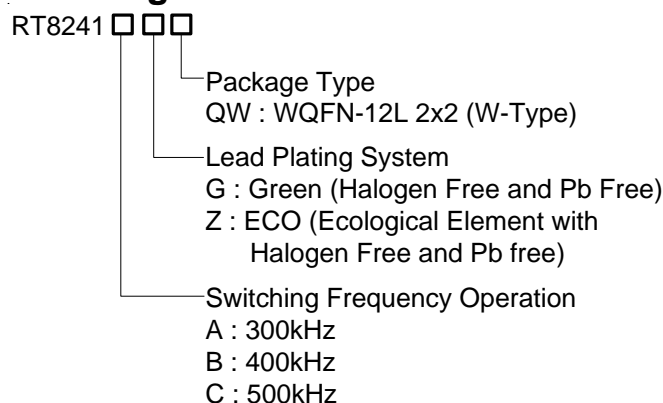 RT8241
Package Type
QW : WQFN-12L 2x2 (W-Type)
Lead Plating System
G : Green (Halogen Free and Pb Free)
Z : ECO (Ecological Element with
Halogen Free and Pb free)
Switching Frequency Operation
A : 300kHz
B : 400kHz
C : 500kHz